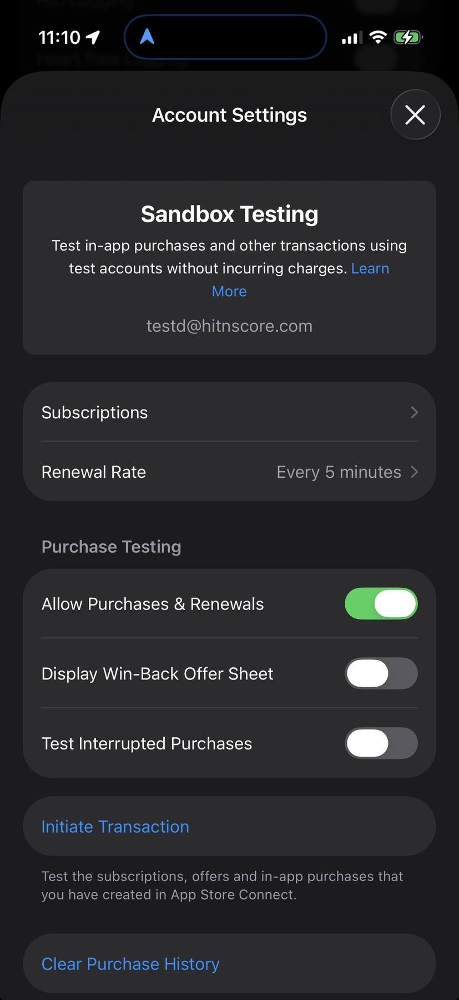 11:10
Heart Rate Logging
Account Settings
Sandbox Testing
Test in-app purchases and other transactions using
test accounts without incurring charges. Learn
More
testd@hitnscore.com
Subscriptions
Renewal Rate Every 5 minutes
Purchase Testing
Allow Purchases & Renewals
Display Win-Back Offer Sheet
Test Interrupted Purchases
Initiate Transaction
Test the subscriptions, offers and in-app purchases that
you have created in App Store Connect.
Clear Purchase History